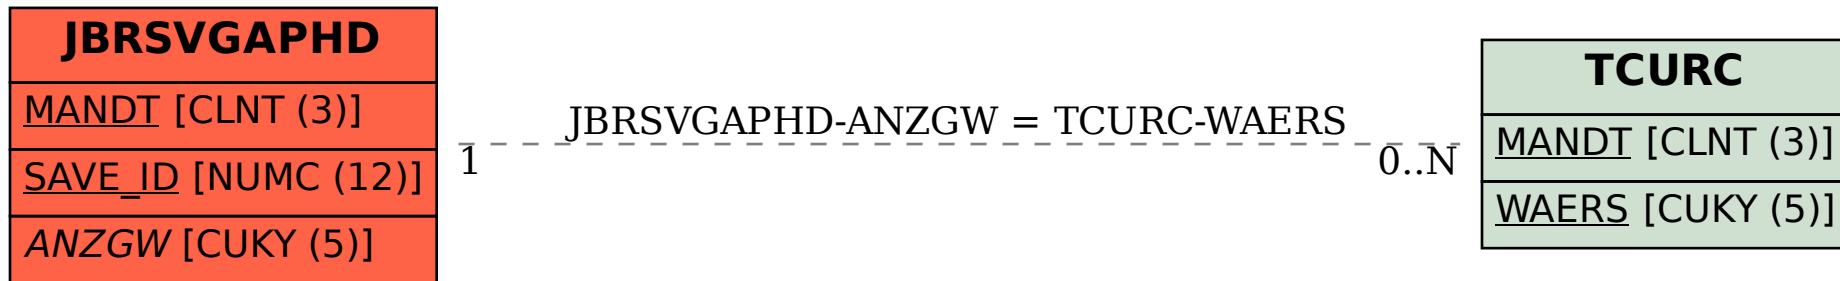 JBRSVGAPHD
MANDT [CLNT (3)]
SAVE_ID [NUMC (12)]
ANZGW [CUKY (5)]
JBRSVGAPHD-ANZGW = TCURC-WAERS
1
0..N
TCURC
MANDT [CLNT (3)]
WAERS [CUKY (5)]